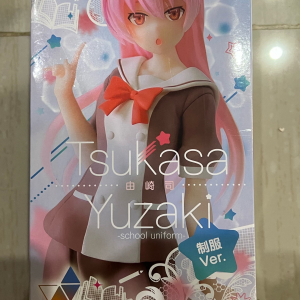 Tsukasa
由崎司
Yuzaki
-school uniform-
制服
Ver.